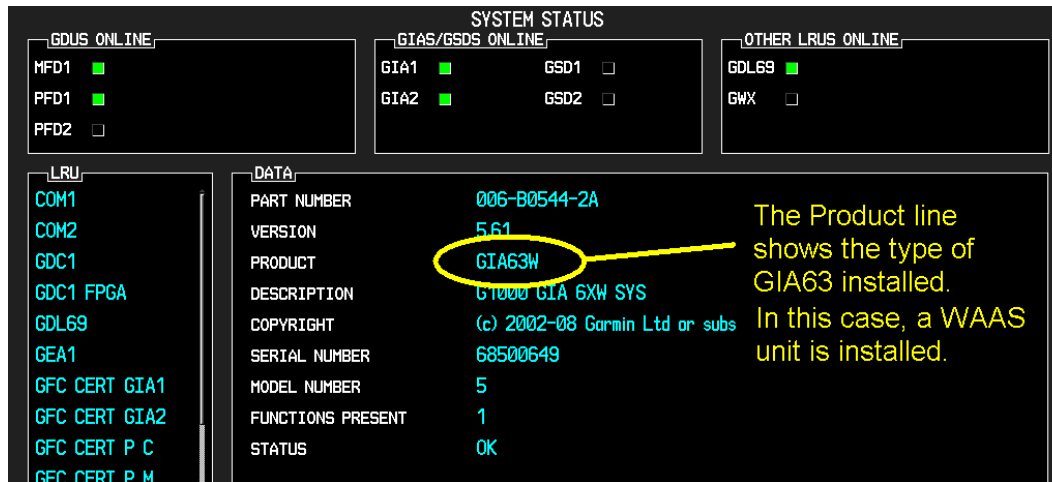 SYSTEM STATUS
GDUS ONLINE
MFD1
PFD1
PFD2
GIAS/GSDS ONLINE
GIA1 GSD1
GIA2 GSD2
OTHER LRUS ONLINE
GDL69
GWX
LRU
COM1
COM2
GDC1
GDC1 FPGA
GDL69
GEA1
GFC CERT GIA1
GFC CERT GIA2
GFC CERT P C
GFC CERT P M
DATA
PART NUMBER 006-B0544-2A
VERSION 5.61
PRODUCT GIA63W
DESCRIPTION G1000 GIA 6XW SYS
COPYRIGHT (c) 2002-08 Garmin Ltd or subs
SERIAL NUMBER 68500649
MODEL NUMBER 5
FUNCTIONS PRESENT 1
STATUS OK
The Product line
shows the type of
GIA63 installed.
In this case, a WAAS
unit is installed.